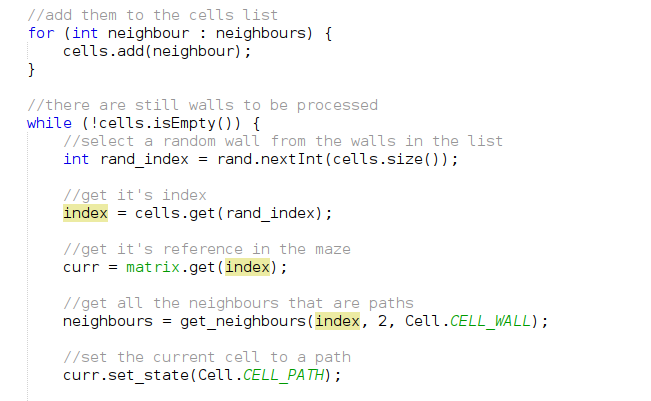 //add them to the cells list
for (int neighbour : neighbours) {
    cells.add(neighbour);
}

//there are still walls to be processed
while (!cells.isEmpty()) {
    //select a random wall from the walls in the list
    int rand_index = rand.nextInt(cells.size());

    //get it's index
    index = cells.get(rand_index);

    //get it's reference in the maze
    curr = matrix.get(index);

    //get all the neighbours that are paths
    neighbours = get_neighbours(index, 2, Cell.CELL_WALL);

    //set the current cell to a path
    curr.set_state(Cell.CELL_PATH);